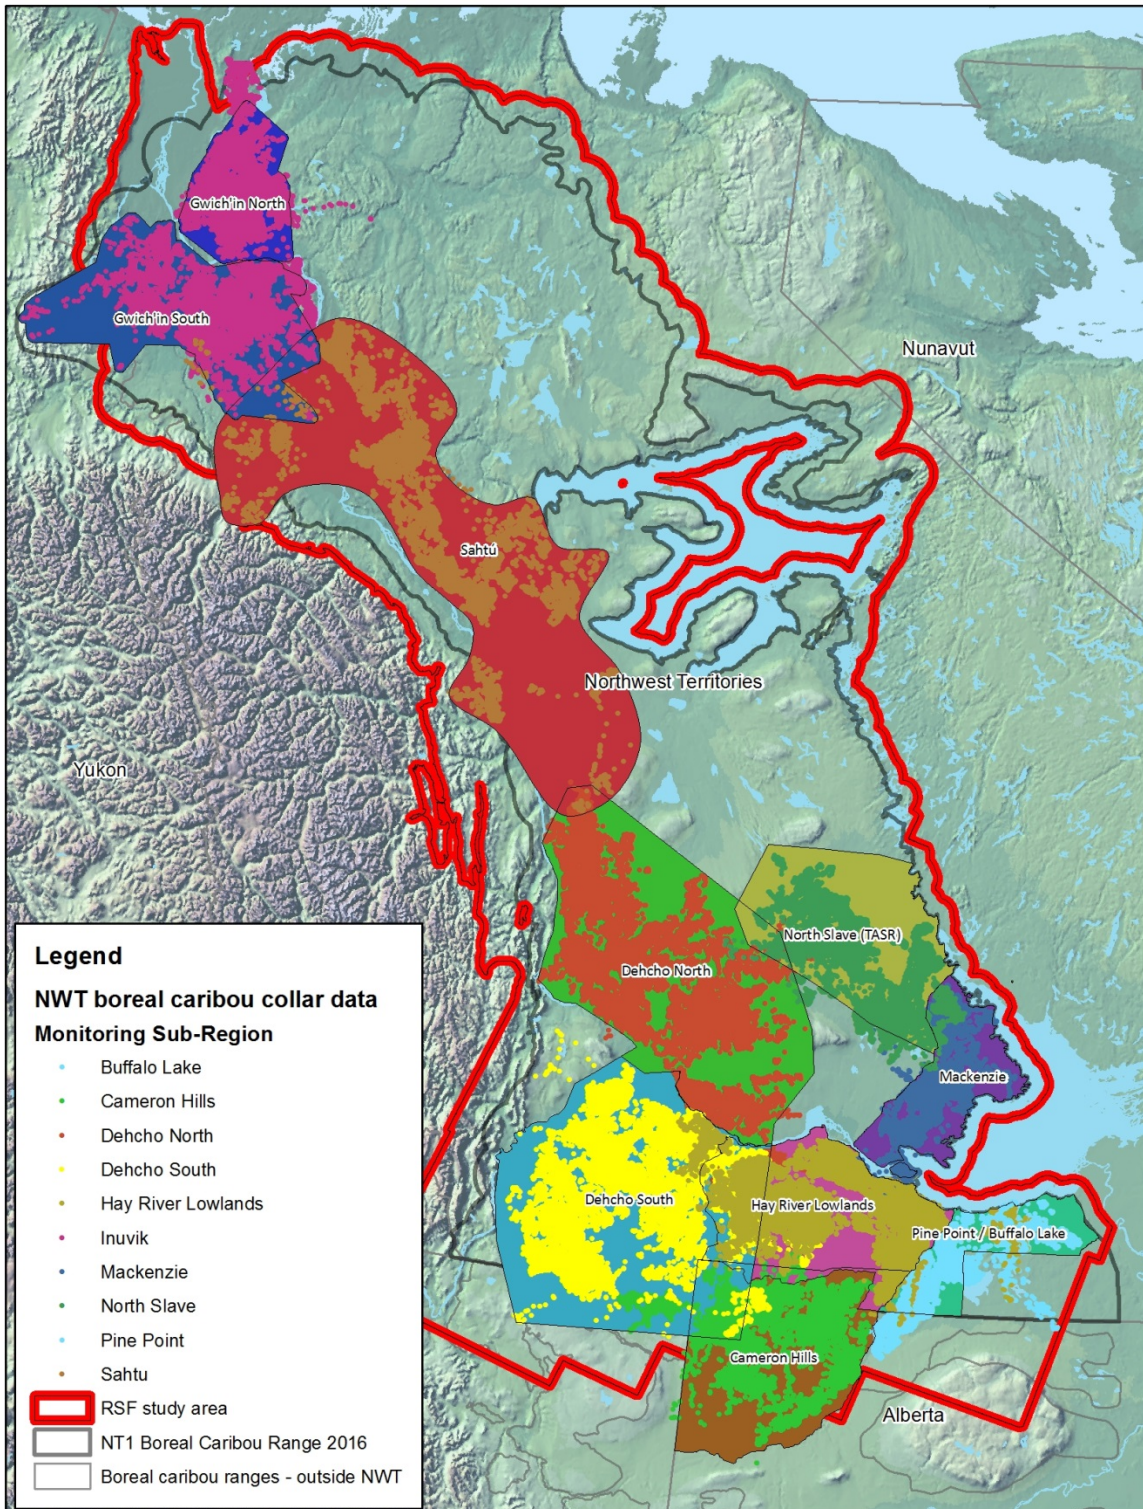 Gwich'in North
Gwich'in South
Nunavut
Sahtú
Northwest Territories
Yukon
North Slave (TASR)
Dehcho North
Mackenzie
Dehcho South
Hay River Lowlands
Pine Point / Buffalo Lake
Cameron Hills
Alberta
Legend
NWT boreal caribou collar data
Monitoring Sub-Region
Buffalo Lake
Cameron Hills
Dehcho North
Dehcho South
Hay River Lowlands
Inuvik
Mackenzie
North Slave
Pine Point
Sahtu
RSF study area
NT1 Boreal Caribou Range 2016
Boreal caribou ranges - outside NWT